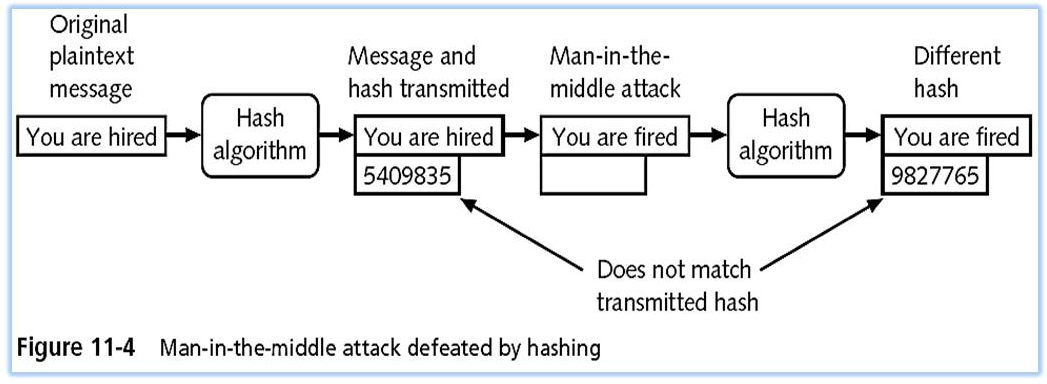 Original
plaintext
message
Message and
hash transmitted
Man-in-the-
middle attack
Different
hash
You are hired
Hash
algorithm
You are hired
5409835
You are fired
Hash
algorithm
You are fired
9827765
Does not match
transmitted hash
Figure 11-4 Man-in-the-middle attack defeated by hashing